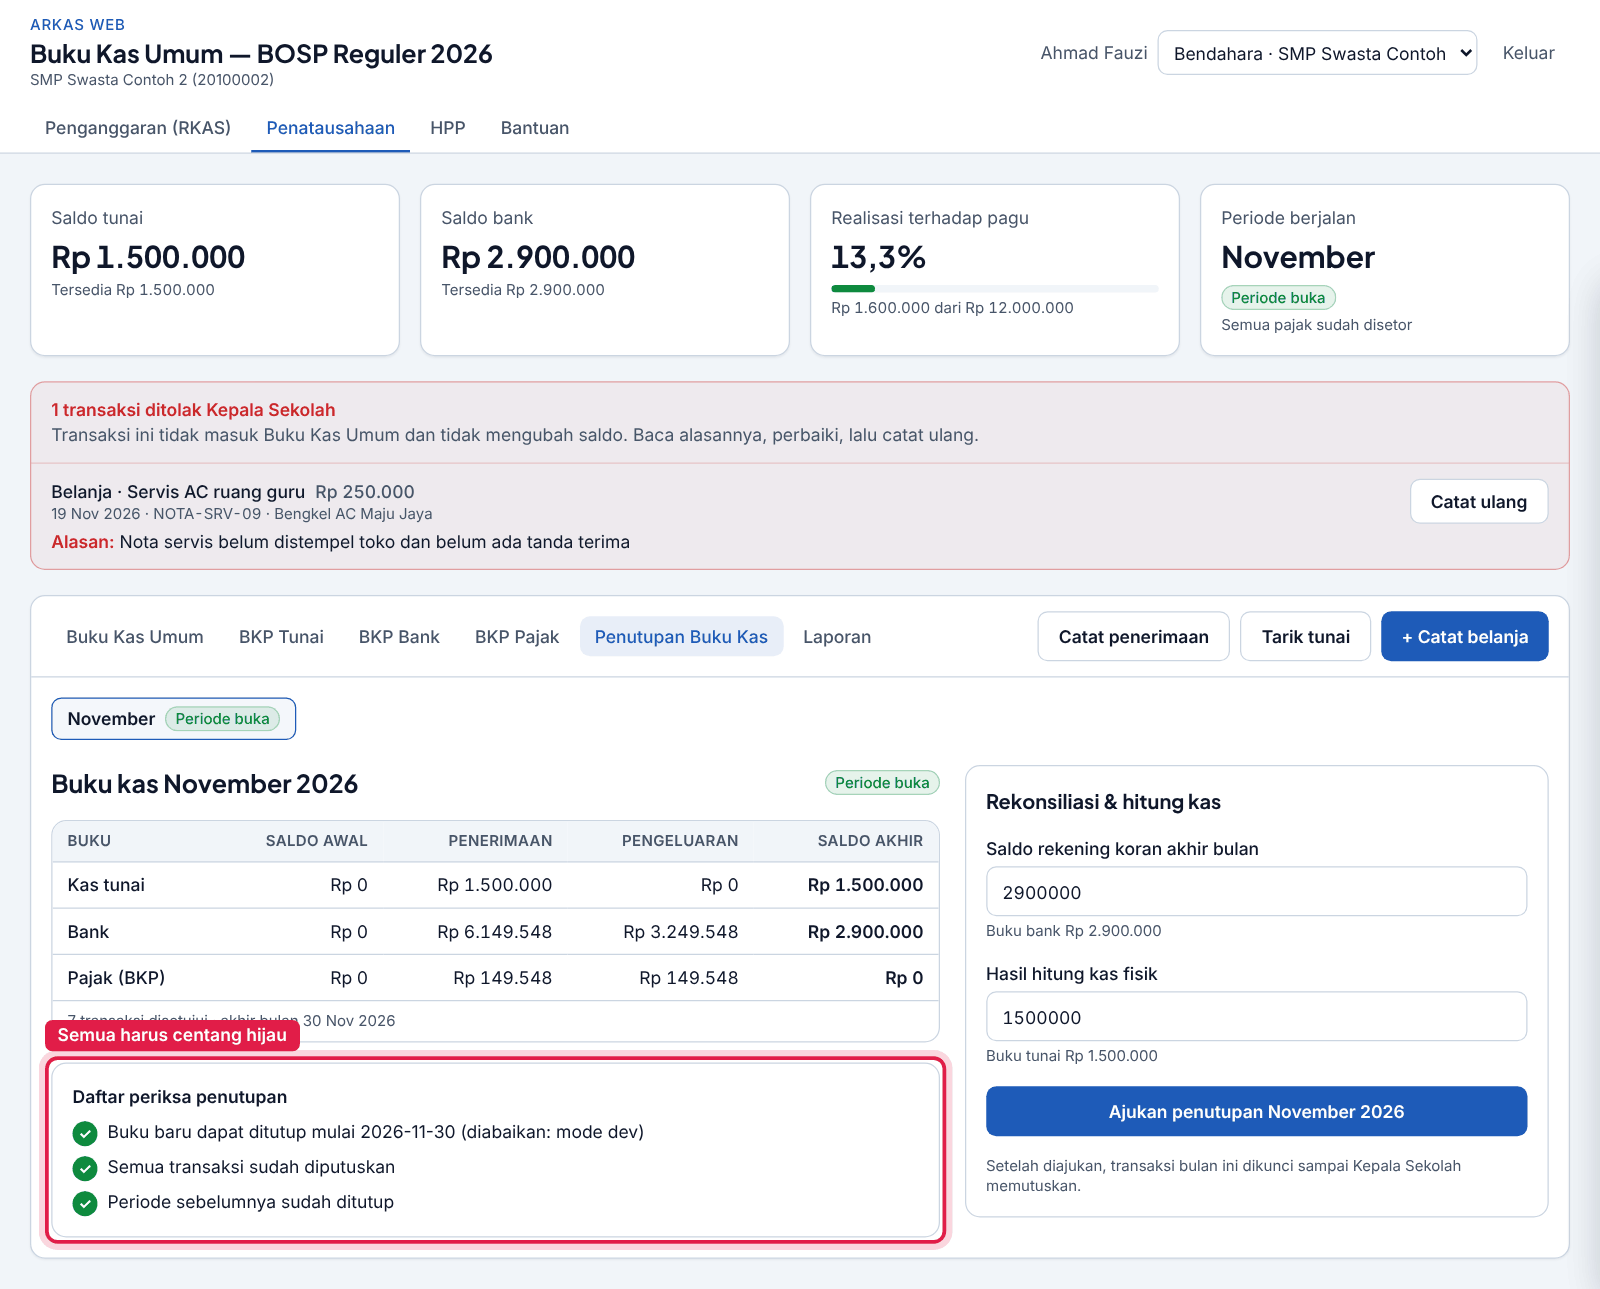 ARKAS WEB
Buku Kas Umum — BOSP Reguler 2026
SMP Swasta Contoh 2 (20100002)
Ahmad Fauzi
Bendahara · SMP Swasta Contoh
Keluar
Penganggaran (RKAS)
Penatausahaan
HPP
Bantuan
Saldo tunai
Rp 1.500.000
Tersedia Rp 1.500.000
Saldo bank
Rp 2.900.000
Tersedia Rp 2.900.000
Realisasi terhadap pagu
13,3%
Rp 1.600.000 dari Rp 12.000.000
Periode berjalan
November
Periode buka
Semua pajak sudah disetor
1 transaksi ditolak Kepala Sekolah
Transaksi ini tidak masuk Buku Kas Umum dan tidak mengubah saldo. Baca alasannya, perbaiki, lalu catat ulang.
Belanja · Servis AC ruang guru Rp 250.000
19 Nov 2026 · NOTA-SRV-09 · Bengkel AC Maju Jaya
Alasan: Nota servis belum distempel toko dan belum ada tanda terima
Catat ulang
Buku Kas Umum
BKP Tunai
BKP Bank
BKP Pajak
Penutupan Buku Kas
Laporan
Catat penerimaan
Tarik tunai
+ Catat belanja
November Periode buka
Buku kas November 2026
Periode buka
BUKU SALDO AWAL PENERIMAAN PENGELUARAN SALDO AKHIR
Kas tunai Rp 0 Rp 1.500.000 Rp 0 Rp 1.500.000
Bank Rp 0 Rp 6.149.548 Rp 3.249.548 Rp 2.900.000
Pajak (BKP) Rp 0 Rp 149.548 Rp 149.548 Rp 0
7 transaksi disetujui · akhir bulan 30 Nov 2026
Semua harus centang hijau
Daftar periksa penutupan
Buku baru dapat ditutup mulai 2026-11-30 (diabaikan: mode dev)
Semua transaksi sudah diputuskan
Periode sebelumnya sudah ditutup
Rekonsiliasi & hitung kas
Saldo rekening koran akhir bulan
2900000
Buku bank Rp 2.900.000
Hasil hitung kas fisik
1500000
Buku tunai Rp 1.500.000
Ajukan penutupan November 2026
Setelah diajukan, transaksi bulan ini dikunci sampai Kepala Sekolah
memutuskan.